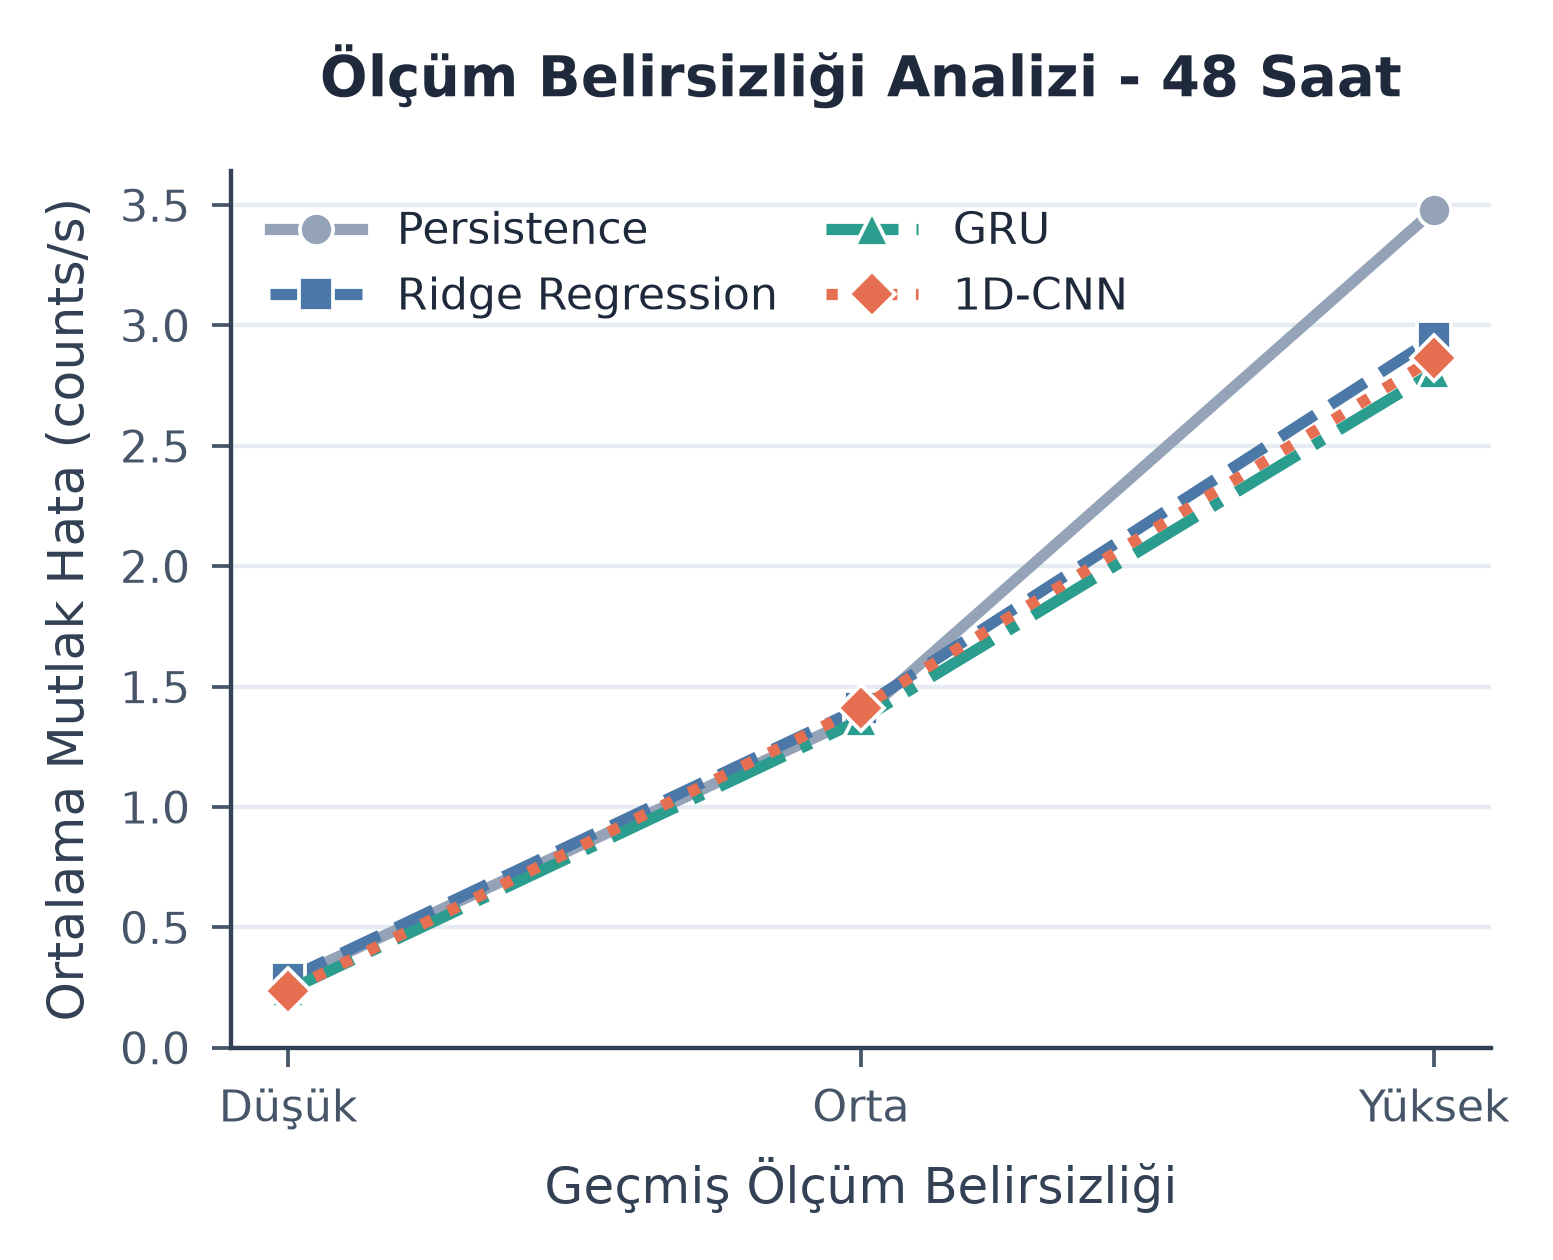 Ölçüm Belirsizliği Analizi - 48 Saat
Ortalama Mutlak Hata (counts/s)
3.5
3.0
2.5
2.0
1.5
1.0
0.5
0.0
Persistence
Ridge Regression
GRU
1D-CNN
Düşük
Orta
Yüksek
Geçmiş Ölçüm Belirsizliği